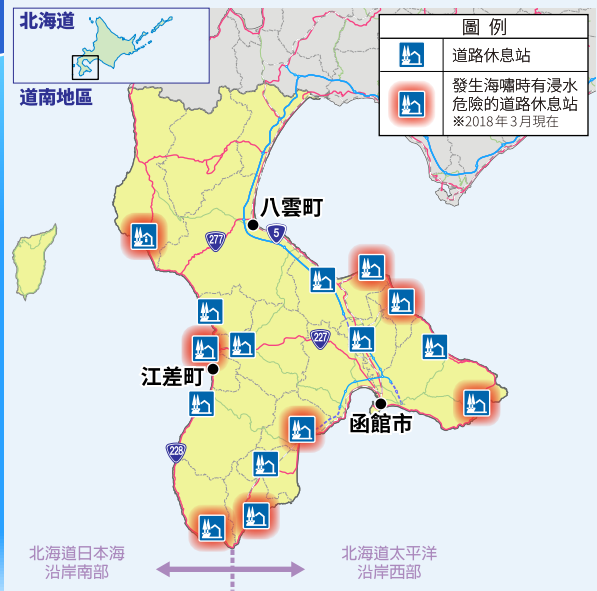 北海道
道南地區
圖 例
道路休息站
發生海嘯時有浸水
危險的道路休息站
※2018年3月現在
八雲町
277
5
227
江差町
函館市
228
北海道日本海
沿岸南部
北海道太平洋
沿岸西部